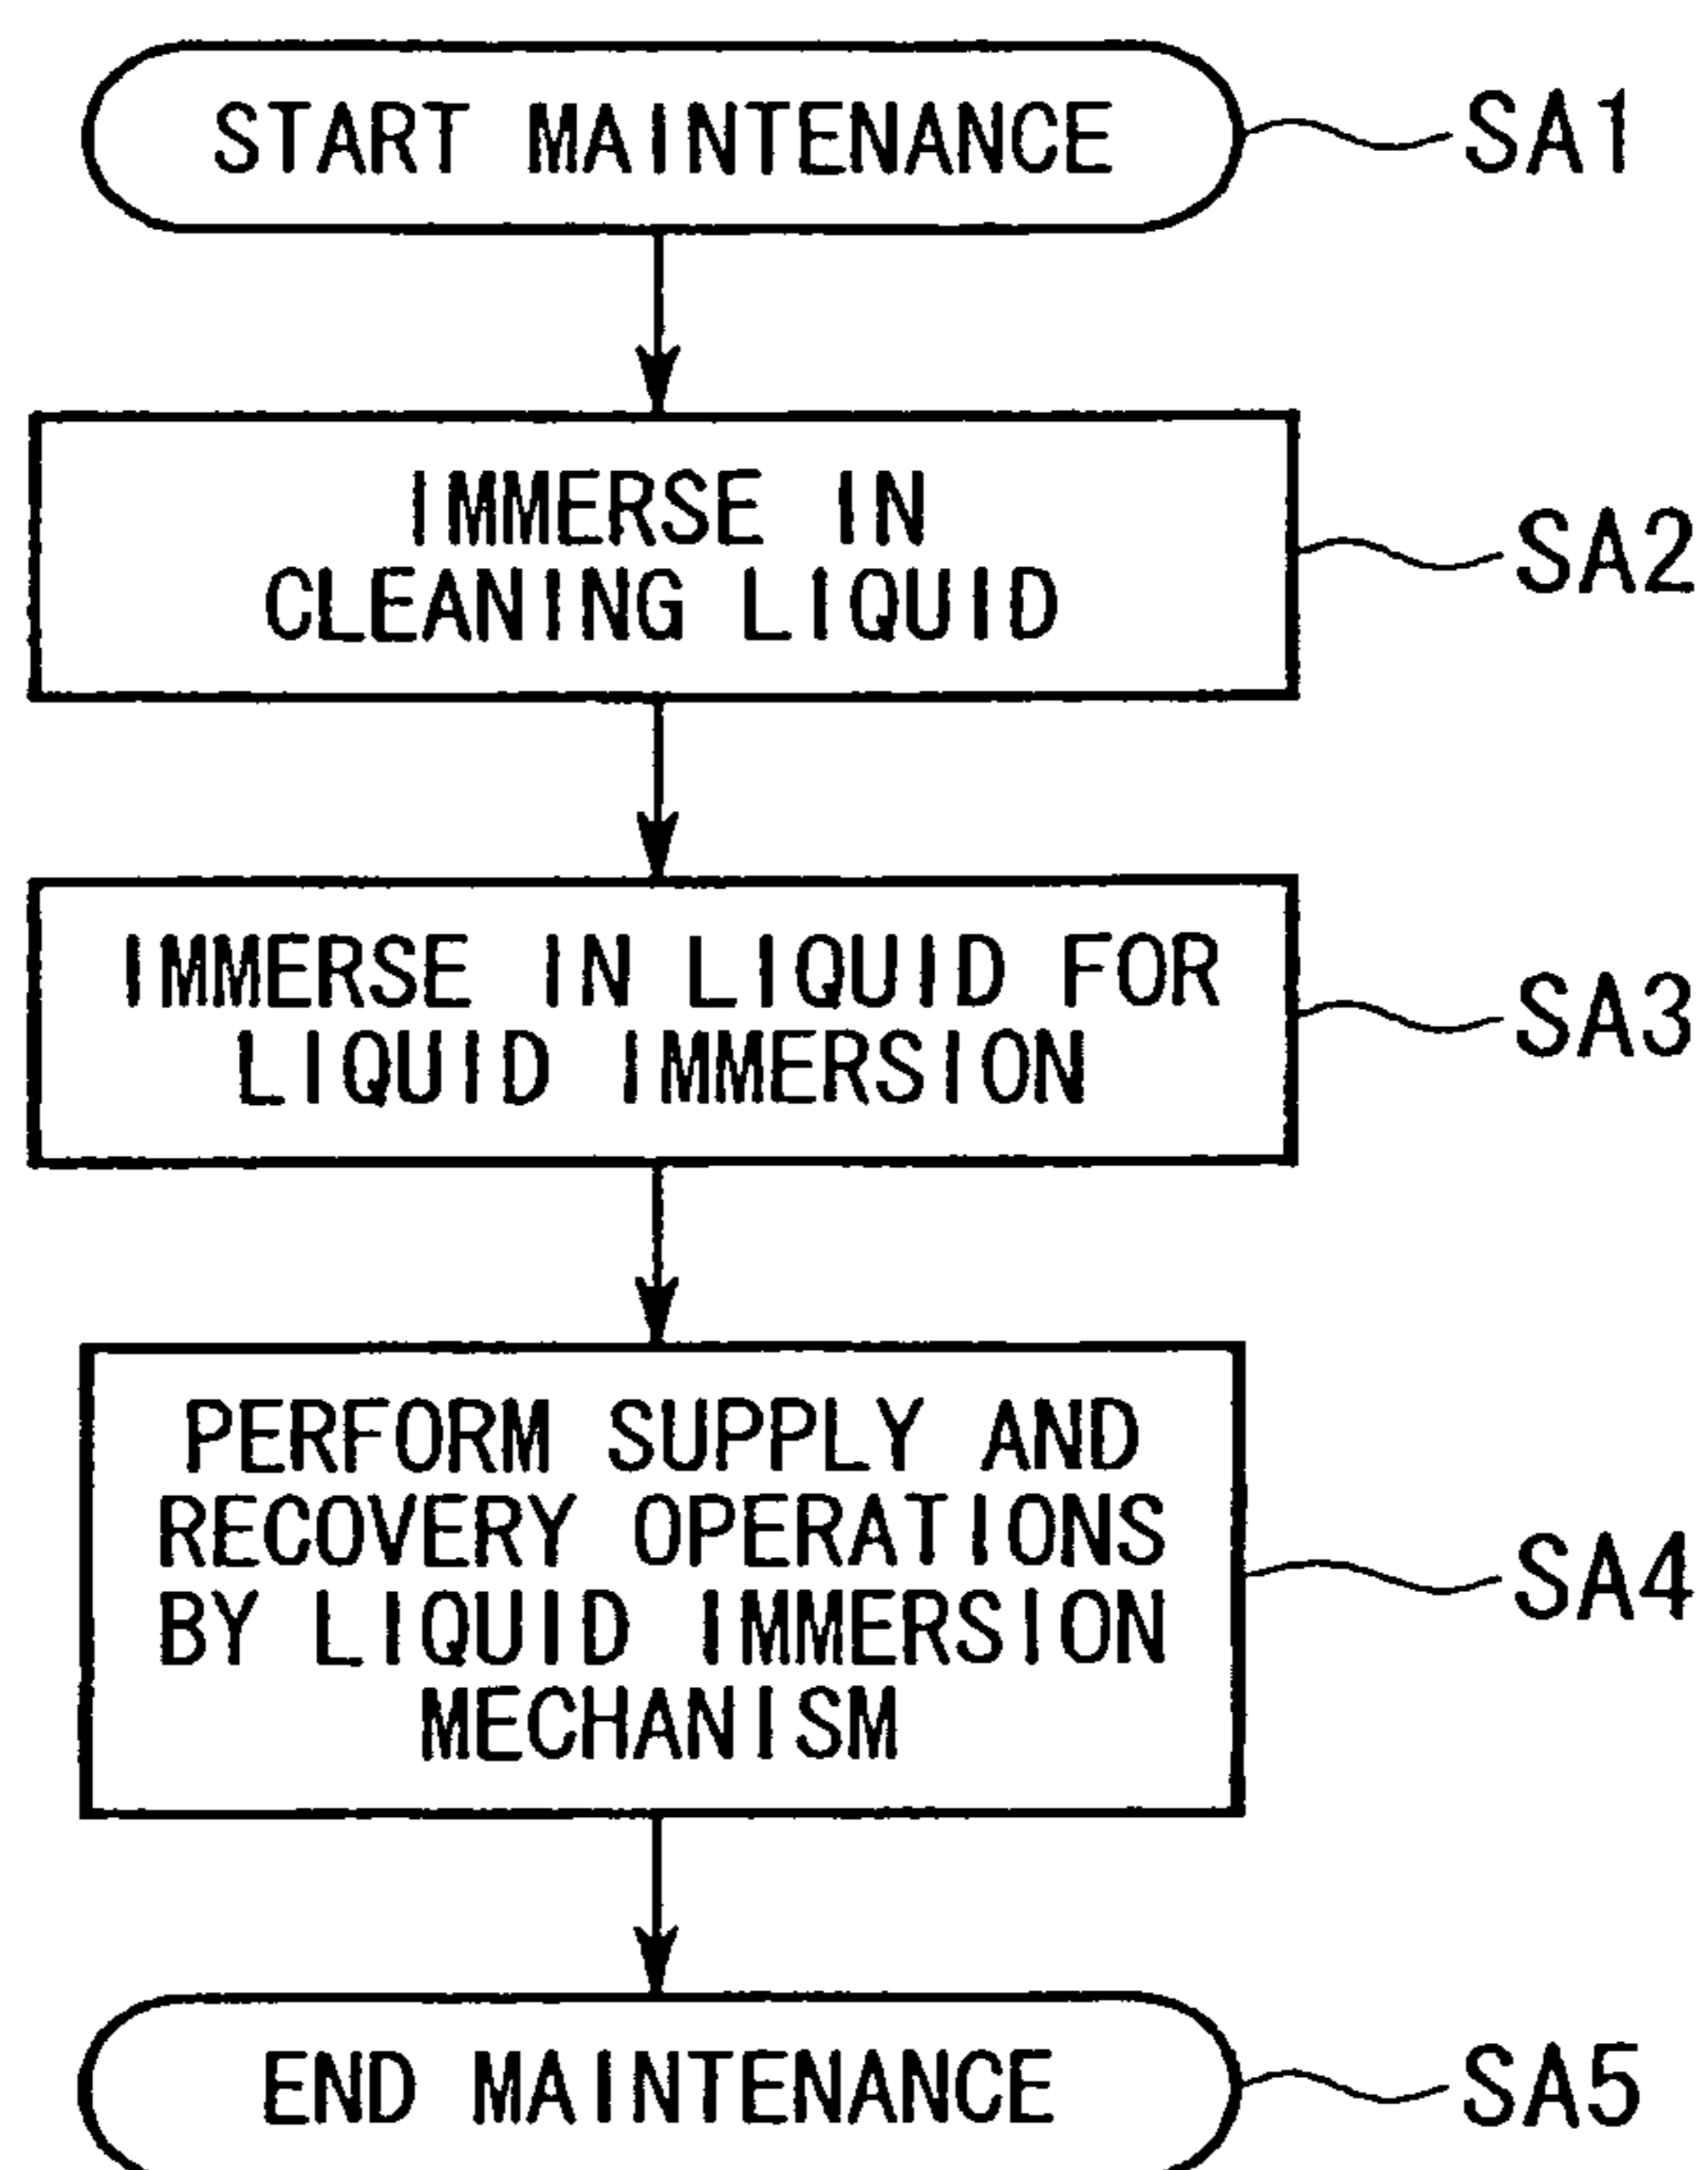 START MAINTENANCE
SA1
IMMERSE IN
CLEANING LIQUID
SA2
IMMERSE IN LIQUID FOR
LIQUID IMMERSION
SA3
PERFORM SUPPLY AND
RECOVERY OPERATIONS
BY LIQUID IMMERSION
MECHANISM
SA4
END MAINTENANCE
SA5